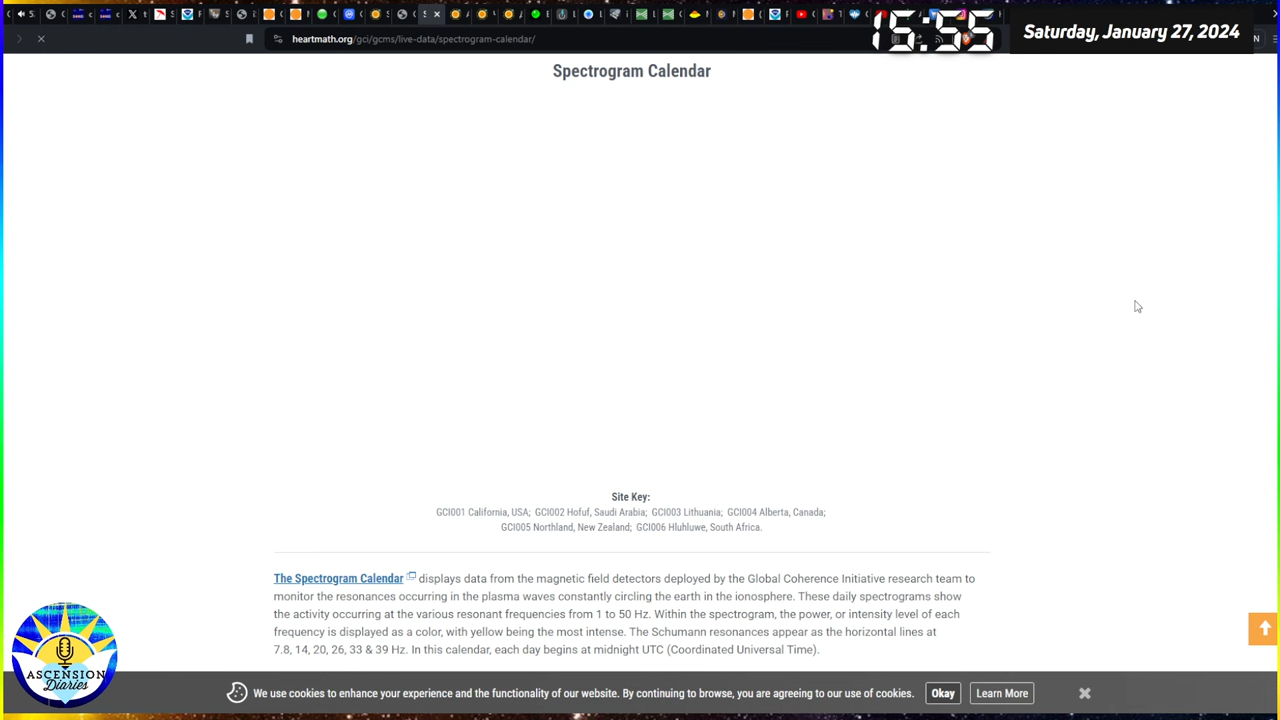 15:55
Saturday, January 27, 2024
heartmath.org/gci/gcms/live-data/spectrogram-calendar/
Spectrogram Calendar
Site Key:
GCI001 California, USA; GCI002 Hofuf, Saudi Arabia; GCI003 Lithuania; GCI004 Alberta, Canada;
GCI005 Northland, New Zealand; GCI006 Hluhluwe, South Africa.
The Spectrogram Calendar displays data from the magnetic field detectors deployed by the Global Coherence Initiative research team to
monitor the resonances occurring in the plasma waves constantly circling the earth in the ionosphere. These daily spectrograms show
the activity occurring at the various resonant frequencies from 1 to 50 Hz. Within the spectrogram, the power, or intensity level of each
frequency is displayed as a color, with yellow being the most intense. The Schumann resonances appear as the horizontal lines at
7.8, 14, 20, 26, 33 & 39 Hz. In this calendar, each day begins at midnight UTC (Coordinated Universal Time).
ASCENSION
Diaries
We use cookies to enhance your experience and the functionality of our website. By continuing to browse, you are agreeing to our use of cookies. Okay Learn More